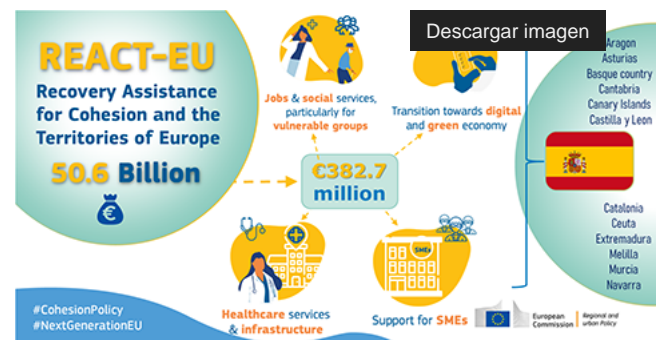 REACT-EU
Recovery Assistance
for Cohesion and the
Territories of Europe
50.6 Billion
€
#CohesionPolicy
#NextGenerationEU
Jobs & social services,
particularly for
vulnerable groups
Descargar imagen
Transition towards digital
and green economy
€382.7
million
Healthcare services
& infrastructure
SMEs
Support for SMEs
Aragon
Asturias
Basque country
Cantabria
Canary Islands
Castilla y Leon
Catalonia
Ceuta
Extremadura
Melilla
Murcia
Navarra
European
Commission
Regional and
urban Policy